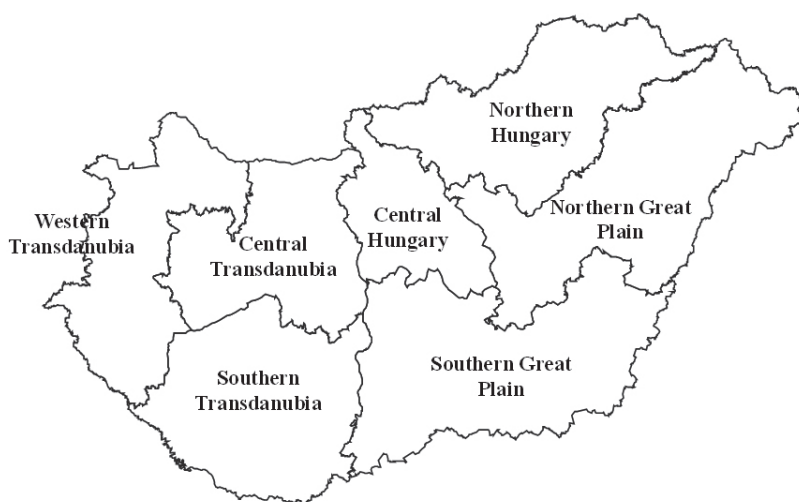 Northern
Hungary
Northern Great
Plain
Western
Transdanubia
Central
Transdanubia
Central
Hungary
Southern
Transdanubia
Southern Great
Plain